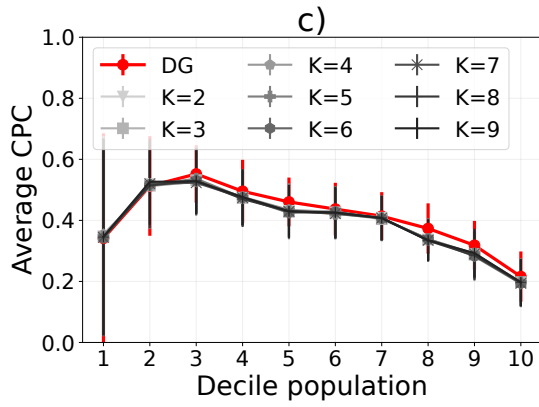 c)
1.0
0.8
0.6
0.4
0.2
0.0
Average CPC
DG
K=2
K=3
K=4
K=5
K=6
K=7
K=8
K=9
1 2 3 4 5 6 7 8 9 10
Decile population